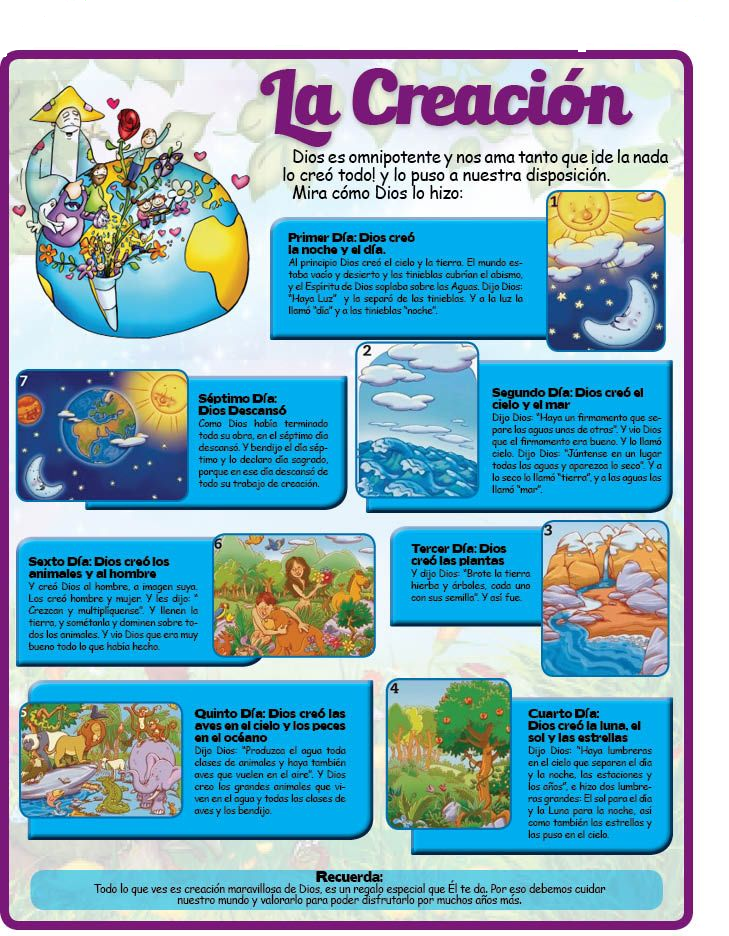 La Creación
Dios es omnipotente y nos ama tanto que ¡de la nada
lo creó todo! y lo puso a nuestra disposición.
Mira cómo Dios lo hizo:
1
Primer Día: Dios creó
la noche y el día.
Al principio Dios creó el cielo y la tierra. El mundo es-
taba vacío y desierto y las tinieblas cubrían el abismo,
y el Espíritu de Dios soplaba sobre las Aguas. Dijo Dios:
"Haya Luz" y la separó de las tinieblas. Y a la luz la
llamó "día" y a las tinieblas "noche".
2
Segundo Día: Dios creó el
cielo y el mar
Dijo Dios: "Haya un firmamento que se-
pare las aguas unas de otras". Y vio Dios
que el firmamento era bueno. Y lo llamó
cielo. Dijo Dios: "Júntense en un lugar
todas las aguas y aparezca lo seco". Y a
lo seco lo llamó "tierra", y a las aguas las
llamó "mar".
7
Séptimo Día:
Dios Descansó
Como Dios había terminado
toda su obra, en el séptimo día
descansó. Y bendijo el día sép-
timo y lo declaro día sagrado,
porque en ese día descansó de
todo su trabajo de creación.
3
Tercer Día: Dios
creó las plantas
Y dijo Dios: "Brote la tierra
hierba y árboles, cada uno
con sus semilla". Y así fue.
6
Sexto Día: Dios creó los
animales y al hombre
Y creó Dios al hombre, a imagen suya.
Los creó hombre y mujer. Y les dijo: "
Crezcan y multiplíquense". Y llenen la
tierra, y sométanla y dominen sobre to-
dos los animales. Y vio Dios que era muy
bueno todo lo que había hecho.
4
Cuarto Día:
Dios creó la luna, el
sol y las estrellas
Dijo Dios: "Haya lumbreras
en el cielo que separen el día
y la noche, las estaciones y
los años", e hizo dos lumbre-
ras grandes: El sol para el día
y la Luna para la noche, así
como también las estrellas y
las puso en el cielo.
5
Quinto Día: Dios creó las
aves en el cielo y los peces
en el océano
Dijo Dios: "Produzca el agua toda
clases de animales y haya también
aves que vuelen en el aire". Y Dios
creo los grandes animales que vi-
ven en el agua y todas las clases de
aves y los bendijo.
Recuerda:
Todo lo que ves es creación maravillosa de Dios, es un regalo especial que Él te da. Por eso debemos cuidar
nuestro mundo y valorarlo para poder disfrutarlo por muchos años más.